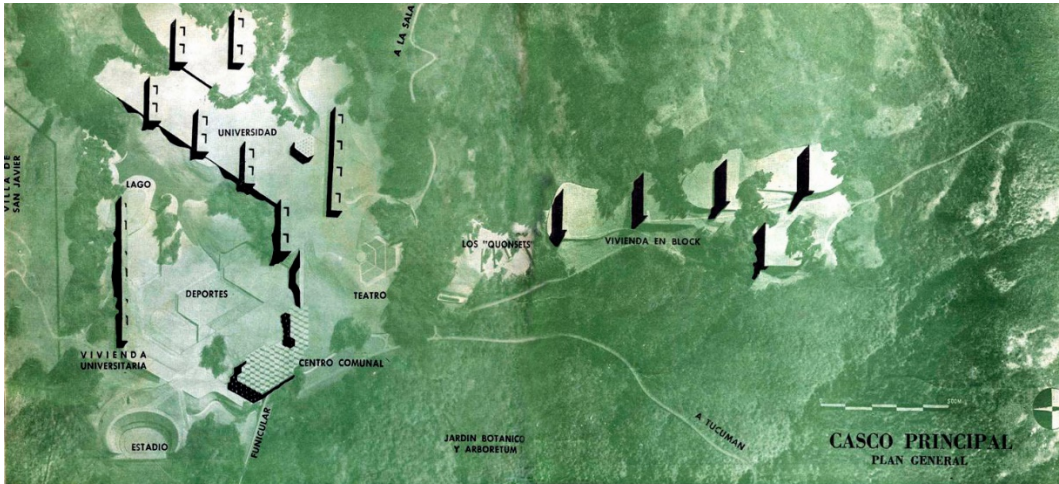 A LA SALA
UNIVERSIDAD
VILLA DE
SAN JAVIER
LAGO
LOS "QUONSETS"
VIVIENDA EN BLOCK
DEPORTES
TEATRO
VIVIENDA
UNIVERSITARIA
CENTRO COMUNAL
FUNICULAR
ESTADIO
JARDIN BOTANICO
Y ARBORETUM
A TUCUMAN
CASCO PRINCIPAL
PLAN GENERAL